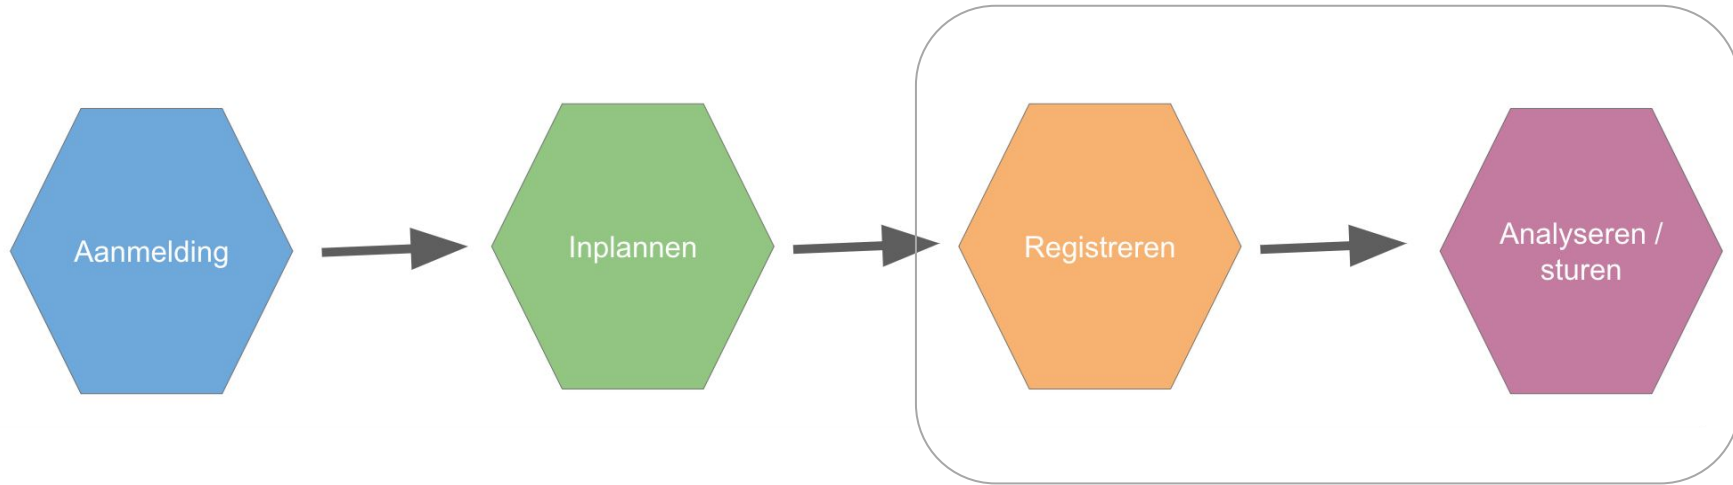 Aanmelding
Inplannen
Registreren
Analyseren /
sturen